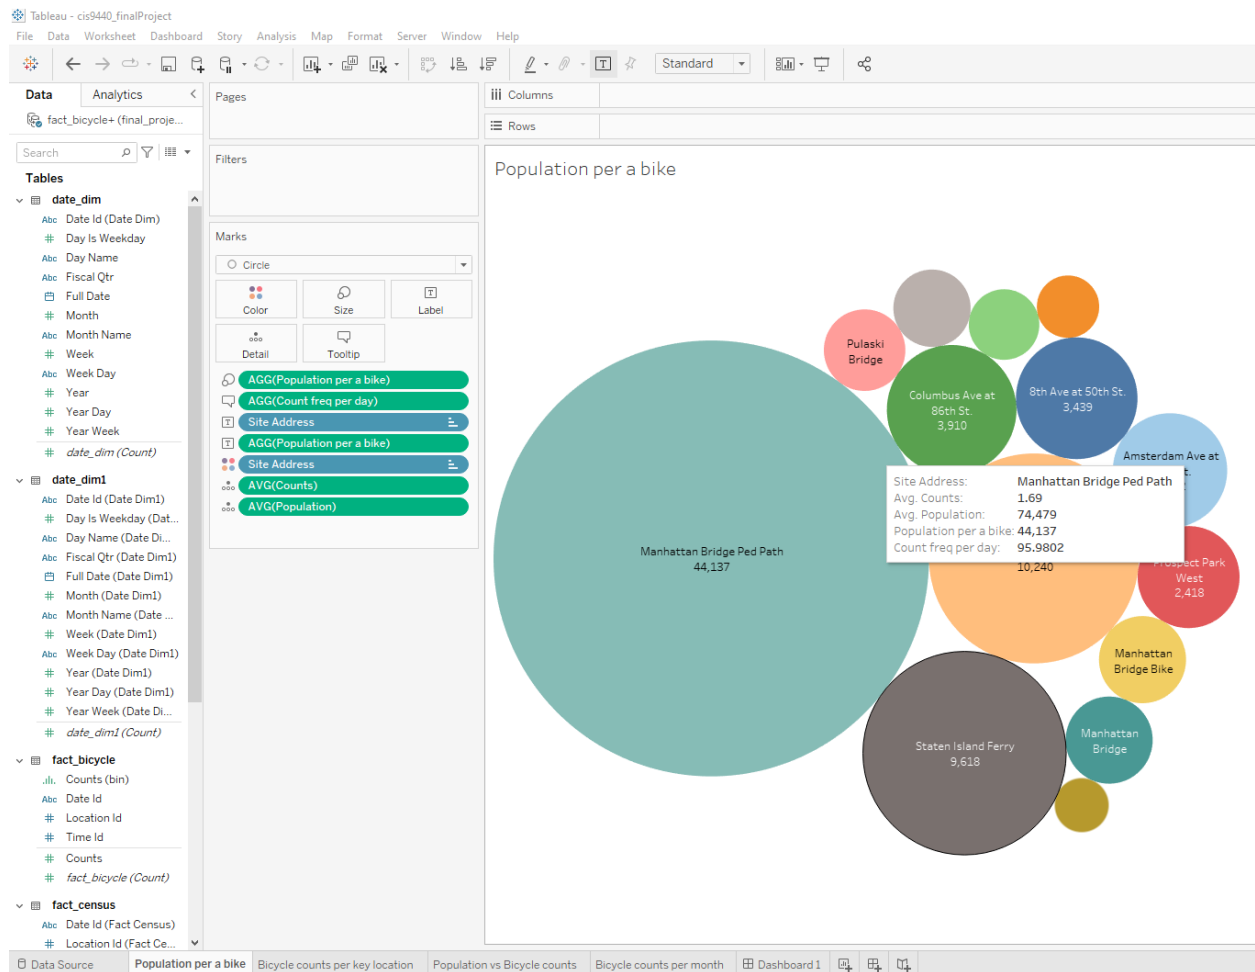 Tableau - cis9440_finalProject
File Data Worksheet Dashboard Story Analysis Map Format Server Window Help
Standard
Data Analytics
fact_bicycle+ (final_proje...
Search
Tables
date_dim
Abc Date Id (Date Dim)
# Day Is Weekday
Abc Day Name
Abc Fiscal Qtr
Full Date
# Month
Abc Month Name
# Week
Abc Week Day
# Year
# Year Day
# Year Week
# date_dim (Count)
date_dim1
Abc Date Id (Date Dim1)
# Day Is Weekday (Dat...
Abc Day Name (Date Di...
Abc Fiscal Qtr (Date Dim1)
Full Date (Date Dim1)
# Month (Date Dim1)
Abc Month Name (Date ...
# Week (Date Dim1)
Abc Week Day (Date Dim1)
# Year (Date Dim1)
# Year Day (Date Dim1)
# Year Week (Date Di...
# date_dim1 (Count)
fact_bicycle
Counts (bin)
Abc Date Id
# Location Id
# Time Id
# Counts
# fact_bicycle (Count)
fact_census
Abc Date Id (Fact Census)
# Location Id (Fact Ce...
Pages
Filters
Marks
Circle
Color Size Label
Detail Tooltip
AGG(Population per a bike)
AGG(Count freq per day)
Site Address
AGG(Population per a bike)
Site Address
AVG(Counts)
AVG(Population)
Columns
Rows
Population per a bike
Pulaski
Bridge
Columbus Ave at
86th St.
3,910
8th Ave at 50th St.
3,439
Amsterdam Ave at
t.
Site Address: Manhattan Bridge Ped Path
Avg. Counts: 1.69
Avg. Population: 74,479
Population per a bike: 44,137
Count freq per day: 95.9802
Manhattan Bridge Ped Path
44,137
10,240
Prospect Park
West
2,418
Manhattan
Bridge Bike
Manhattan
Bridge
Staten Island Ferry
9,618
Data Source Population per a bike Bicycle counts per key location Population vs Bicycle counts Bicycle counts per month Dashboard 1